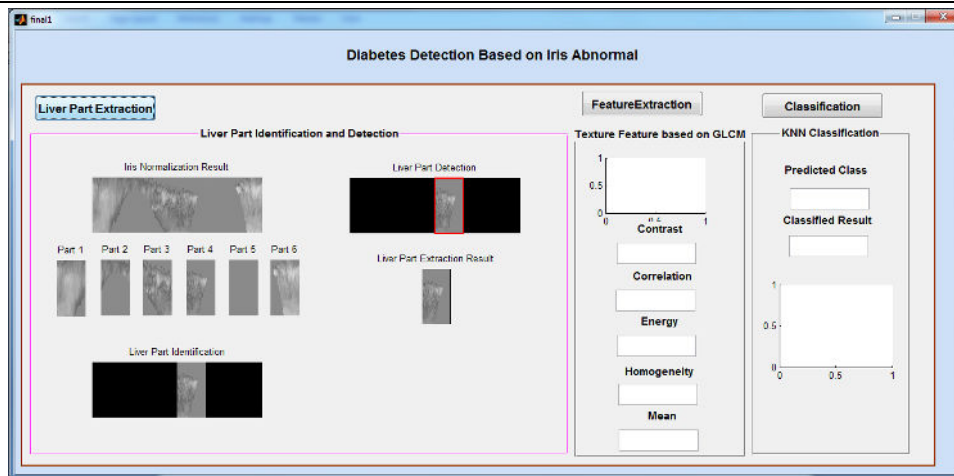 final1
Diabetes Detection Based on Iris Abnormal
Liver Part Extraction
FeatureExtraction
Classification
Liver Part Identification and Detection
Texture Feature based on GLCM
KNN Classification
Iris Normalization Result
Liver Part Detection
Part 1 Part 2 Part 3 Part 4 Part 5 Part 6
Liver Part Extraction Result
Liver Part Identification
1
0.5
0
0 0.5 1
Contrast
Correlation
Energy
Homogeneity
Mean
Predicted Class
Classified Result
1
0.5
0
0 0.5 1